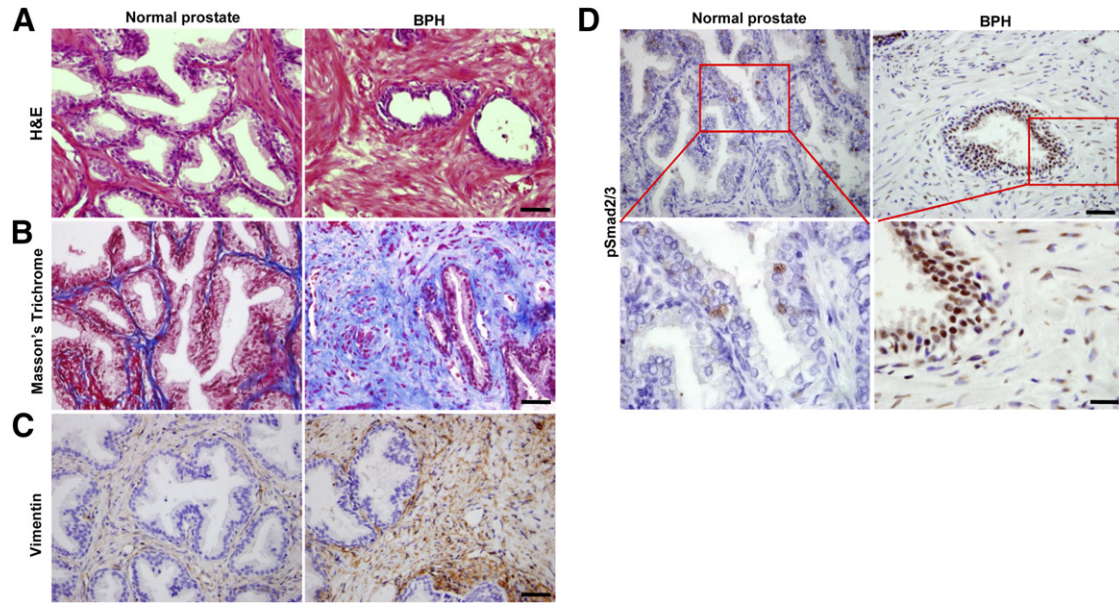 A
Normal prostate
BPH
H&E
B
Masson's Trichrome
C
Vimentin
D
Normal prostate
BPH
pSmad2/3